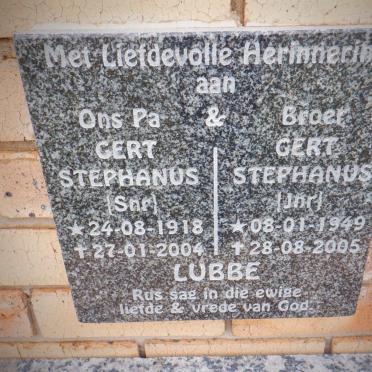 Met Liefdevolle Herinnerin
aan
Ons Pa & Broer
GERT GERT
STEPHANUS STEPHANUS
[Snr] [Jnr]
★24-08-1918 ★08-01-1949
✝27-01-2004 ✝28-08-2005
LUBBE
Rus sag in die ewige
liefde & vrede van God.